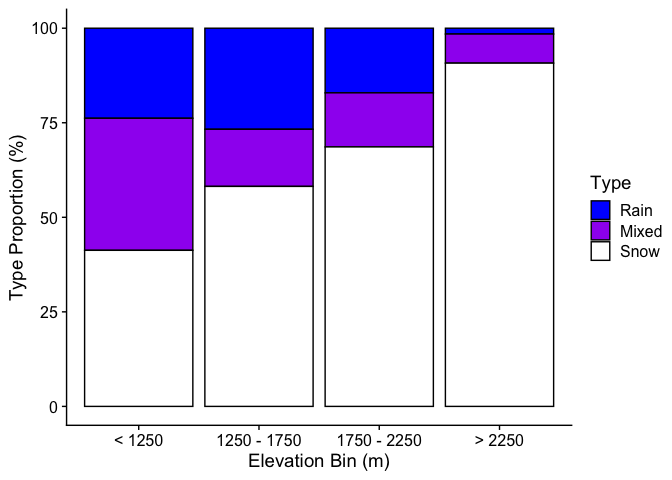 100
75
50
25
0
Type Proportion (%)
< 1250
1250 - 1750
1750 - 2250
> 2250
Elevation Bin (m)
Type
Rain
Mixed
Snow